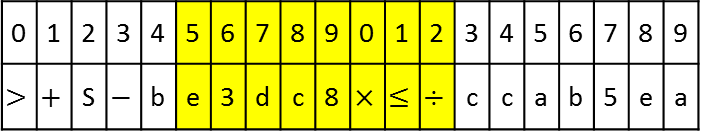 0 1 2 3 4 5 6 7 8 9 0 1 2 3 4 5 6 7 8 9
> + S − b e 3 d c 8 × ≤ ÷ c c a b 5 e a